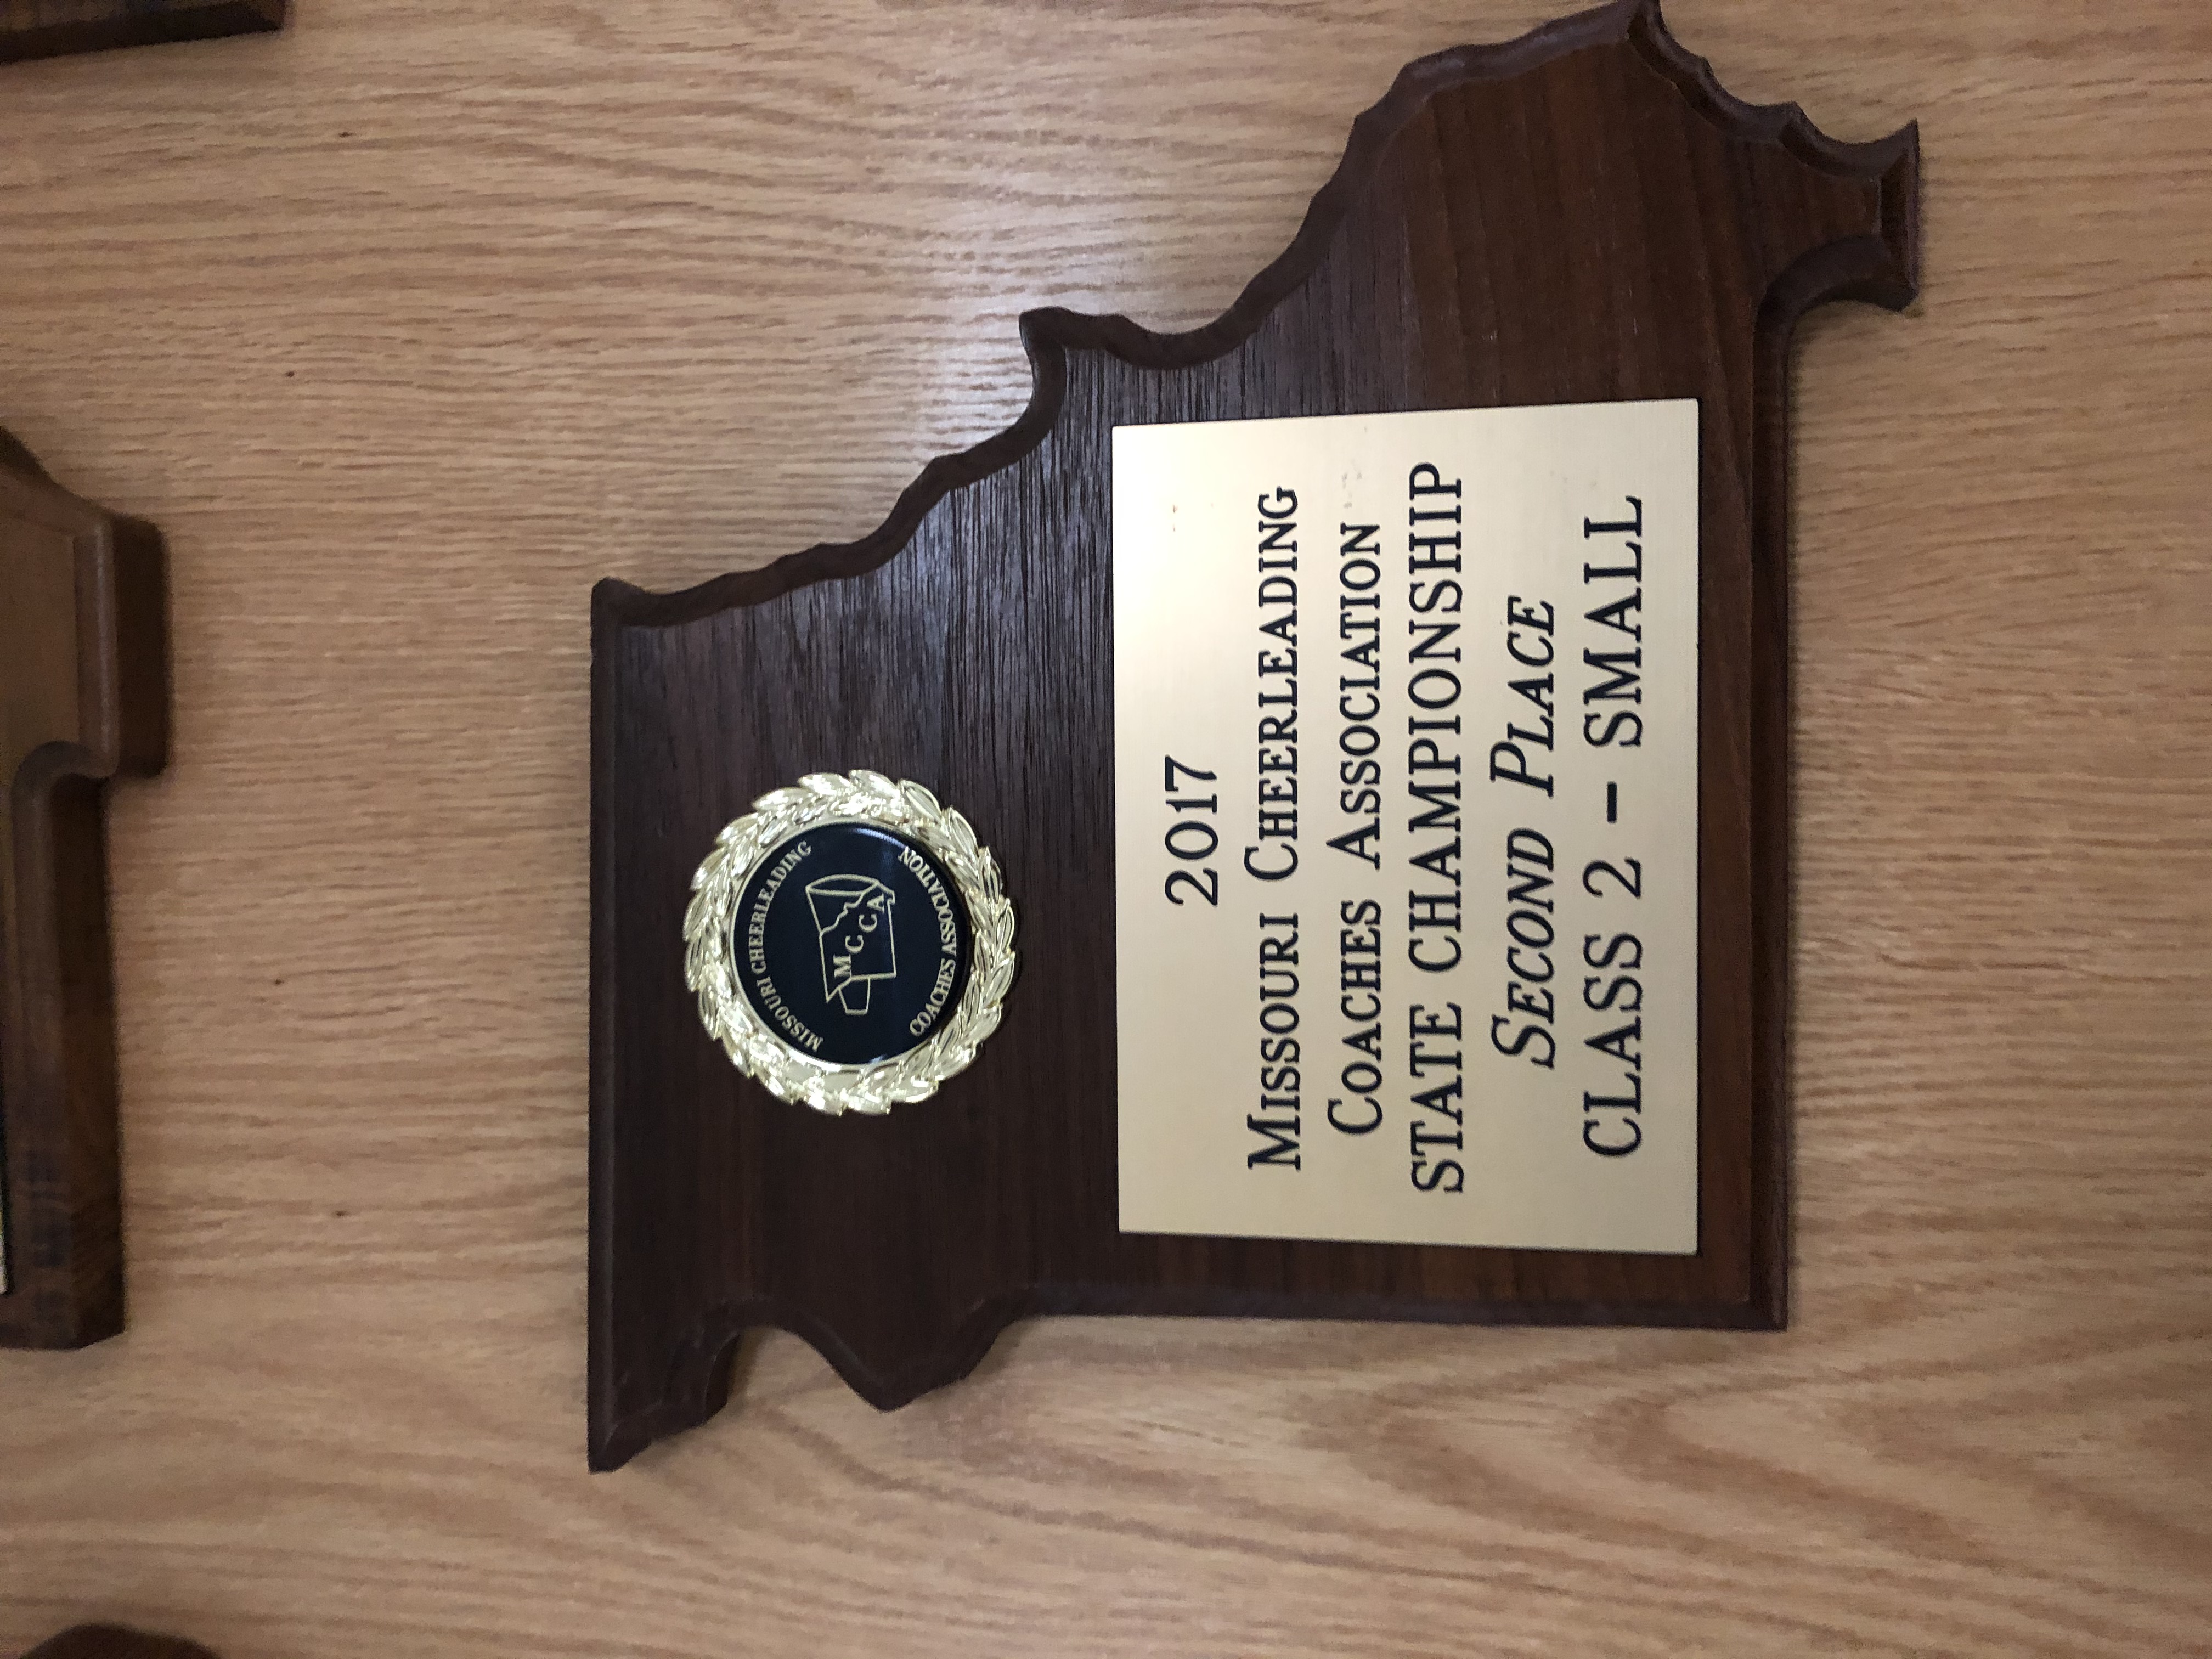 MISSOURI CHEERLEADING
MCCA
COACHES ASSOCIATION
2017
MISSOURI CHEERLEADING
COACHES ASSOCIATION
STATE CHAMPIONSHIP
SECOND PLACE
CLASS 2 – SMALL